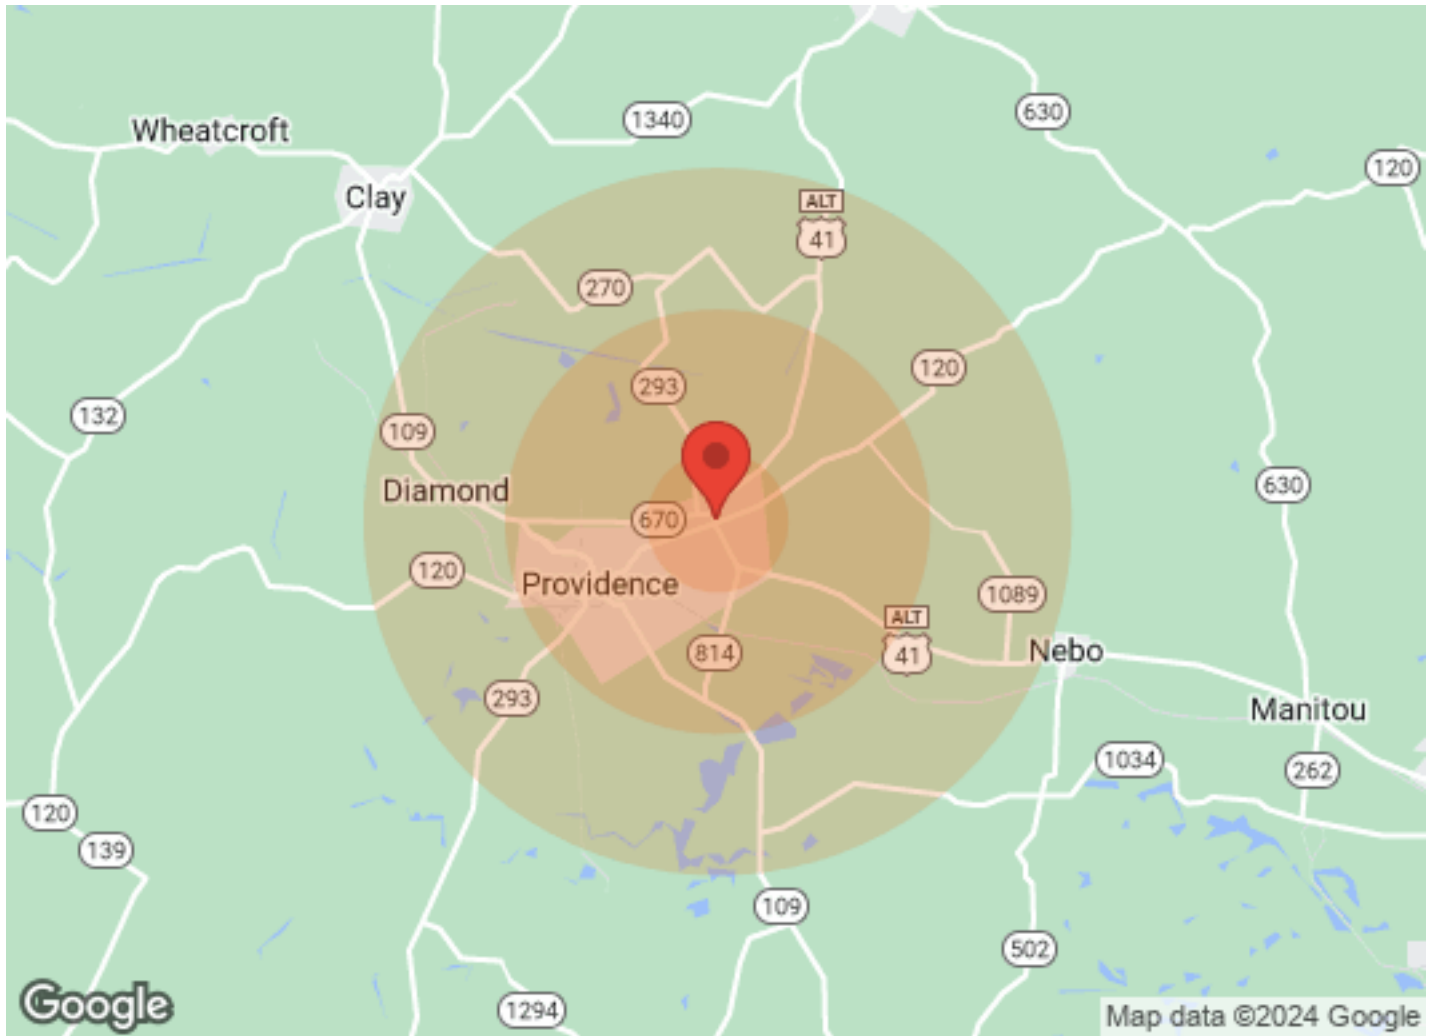 630
1340
Wheatcroft
120
Clay
ALT
41
270
120
293
132
109
630
Diamond
670
120
Providence
1089
ALT
Nebo
814
41
293
Manitou
1034
262
120
139
109
502
Google
1294
Map data ©2024 Google